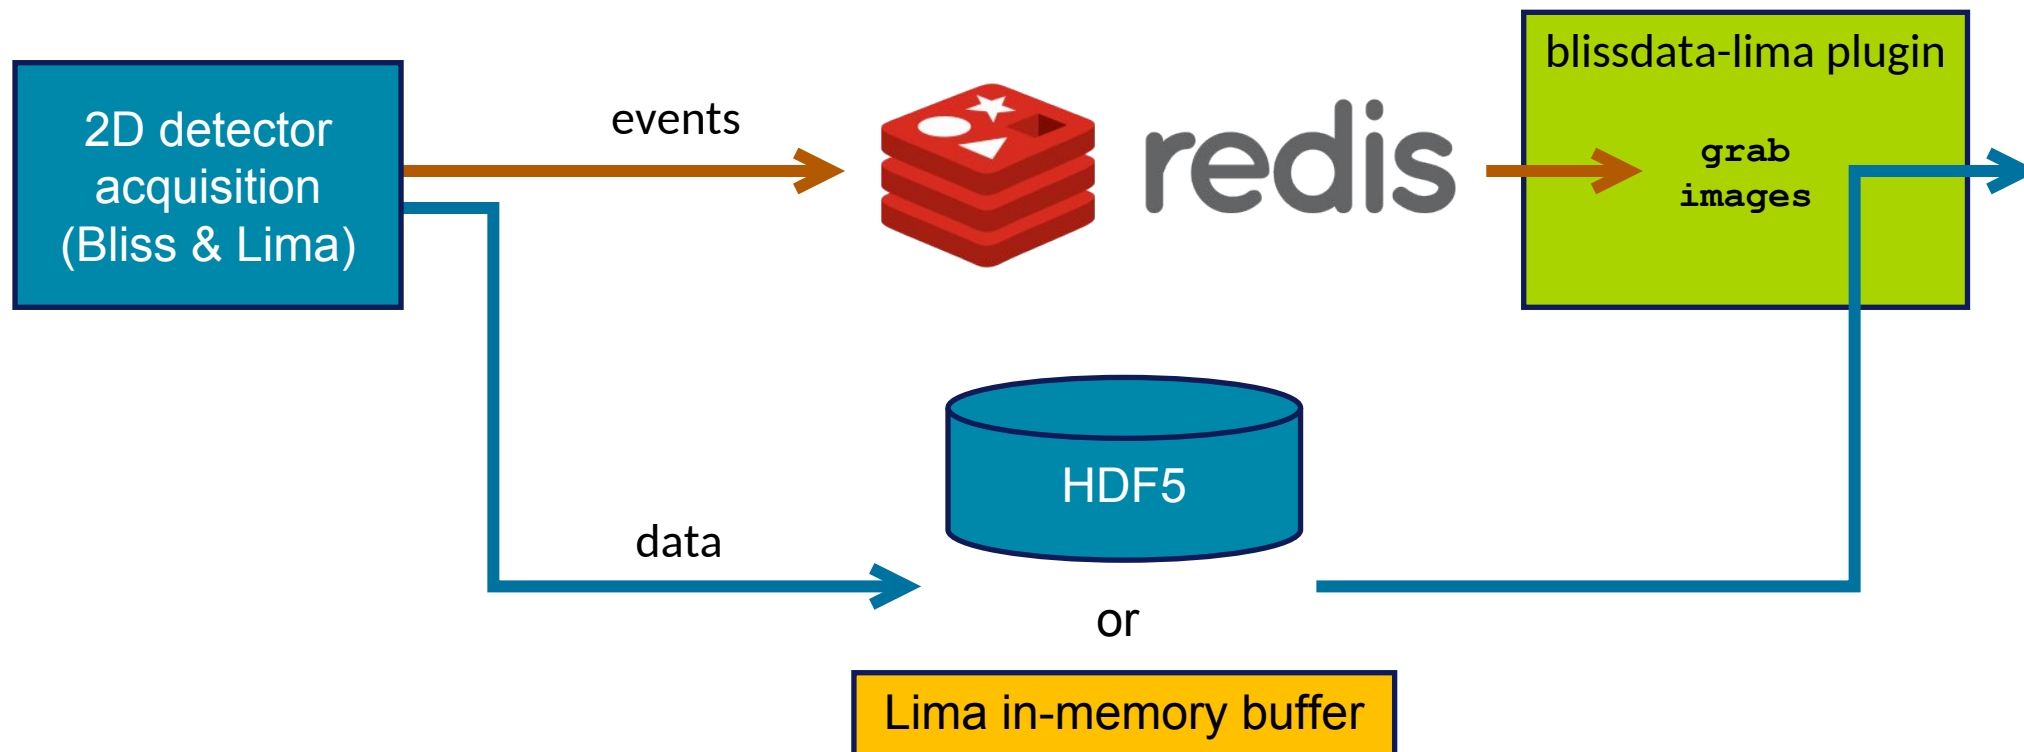 2D detector
acquisition
(Bliss & Lima)
events
redis
blissdata-lima plugin
grab
images
data
HDF5
or
Lima in-memory buffer